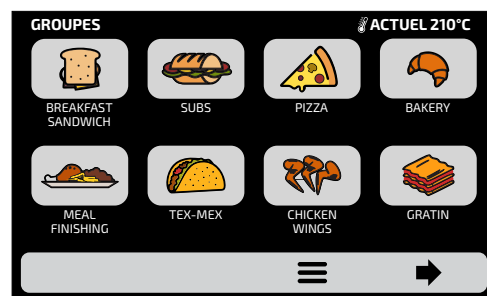 GROUPES
ACTUEL 210°C
BREAKFAST
SANDWICH
SUBS
PIZZA
BAKERY
MEAL
FINISHING
TEX-MEX
CHICKEN
WINGS
GRATIN